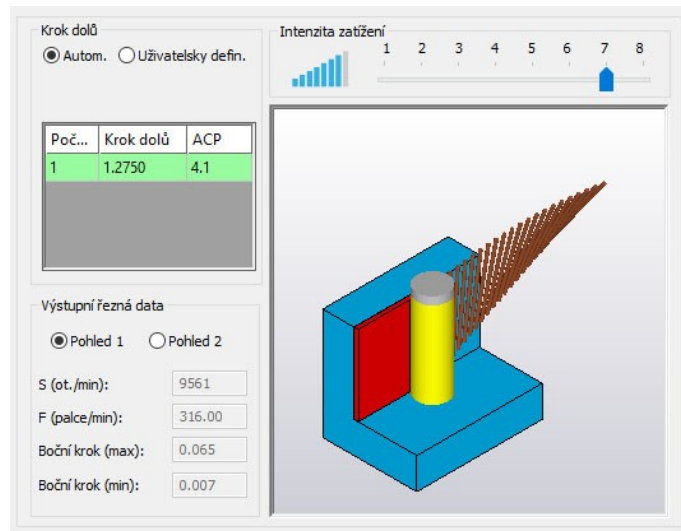 Krok dolů
Autom. Uživatelsky defin.
Intenzita zatížení
1 2 3 4 5 6 7 8
Poč... Krok dolů ACP
1 1.2750 4.1
Výstupní řezná data
Pohled 1 Pohled 2
S (ot./min): 9561
F (palce/min): 316.00
Boční krok (max): 0.065
Boční krok (min): 0.007